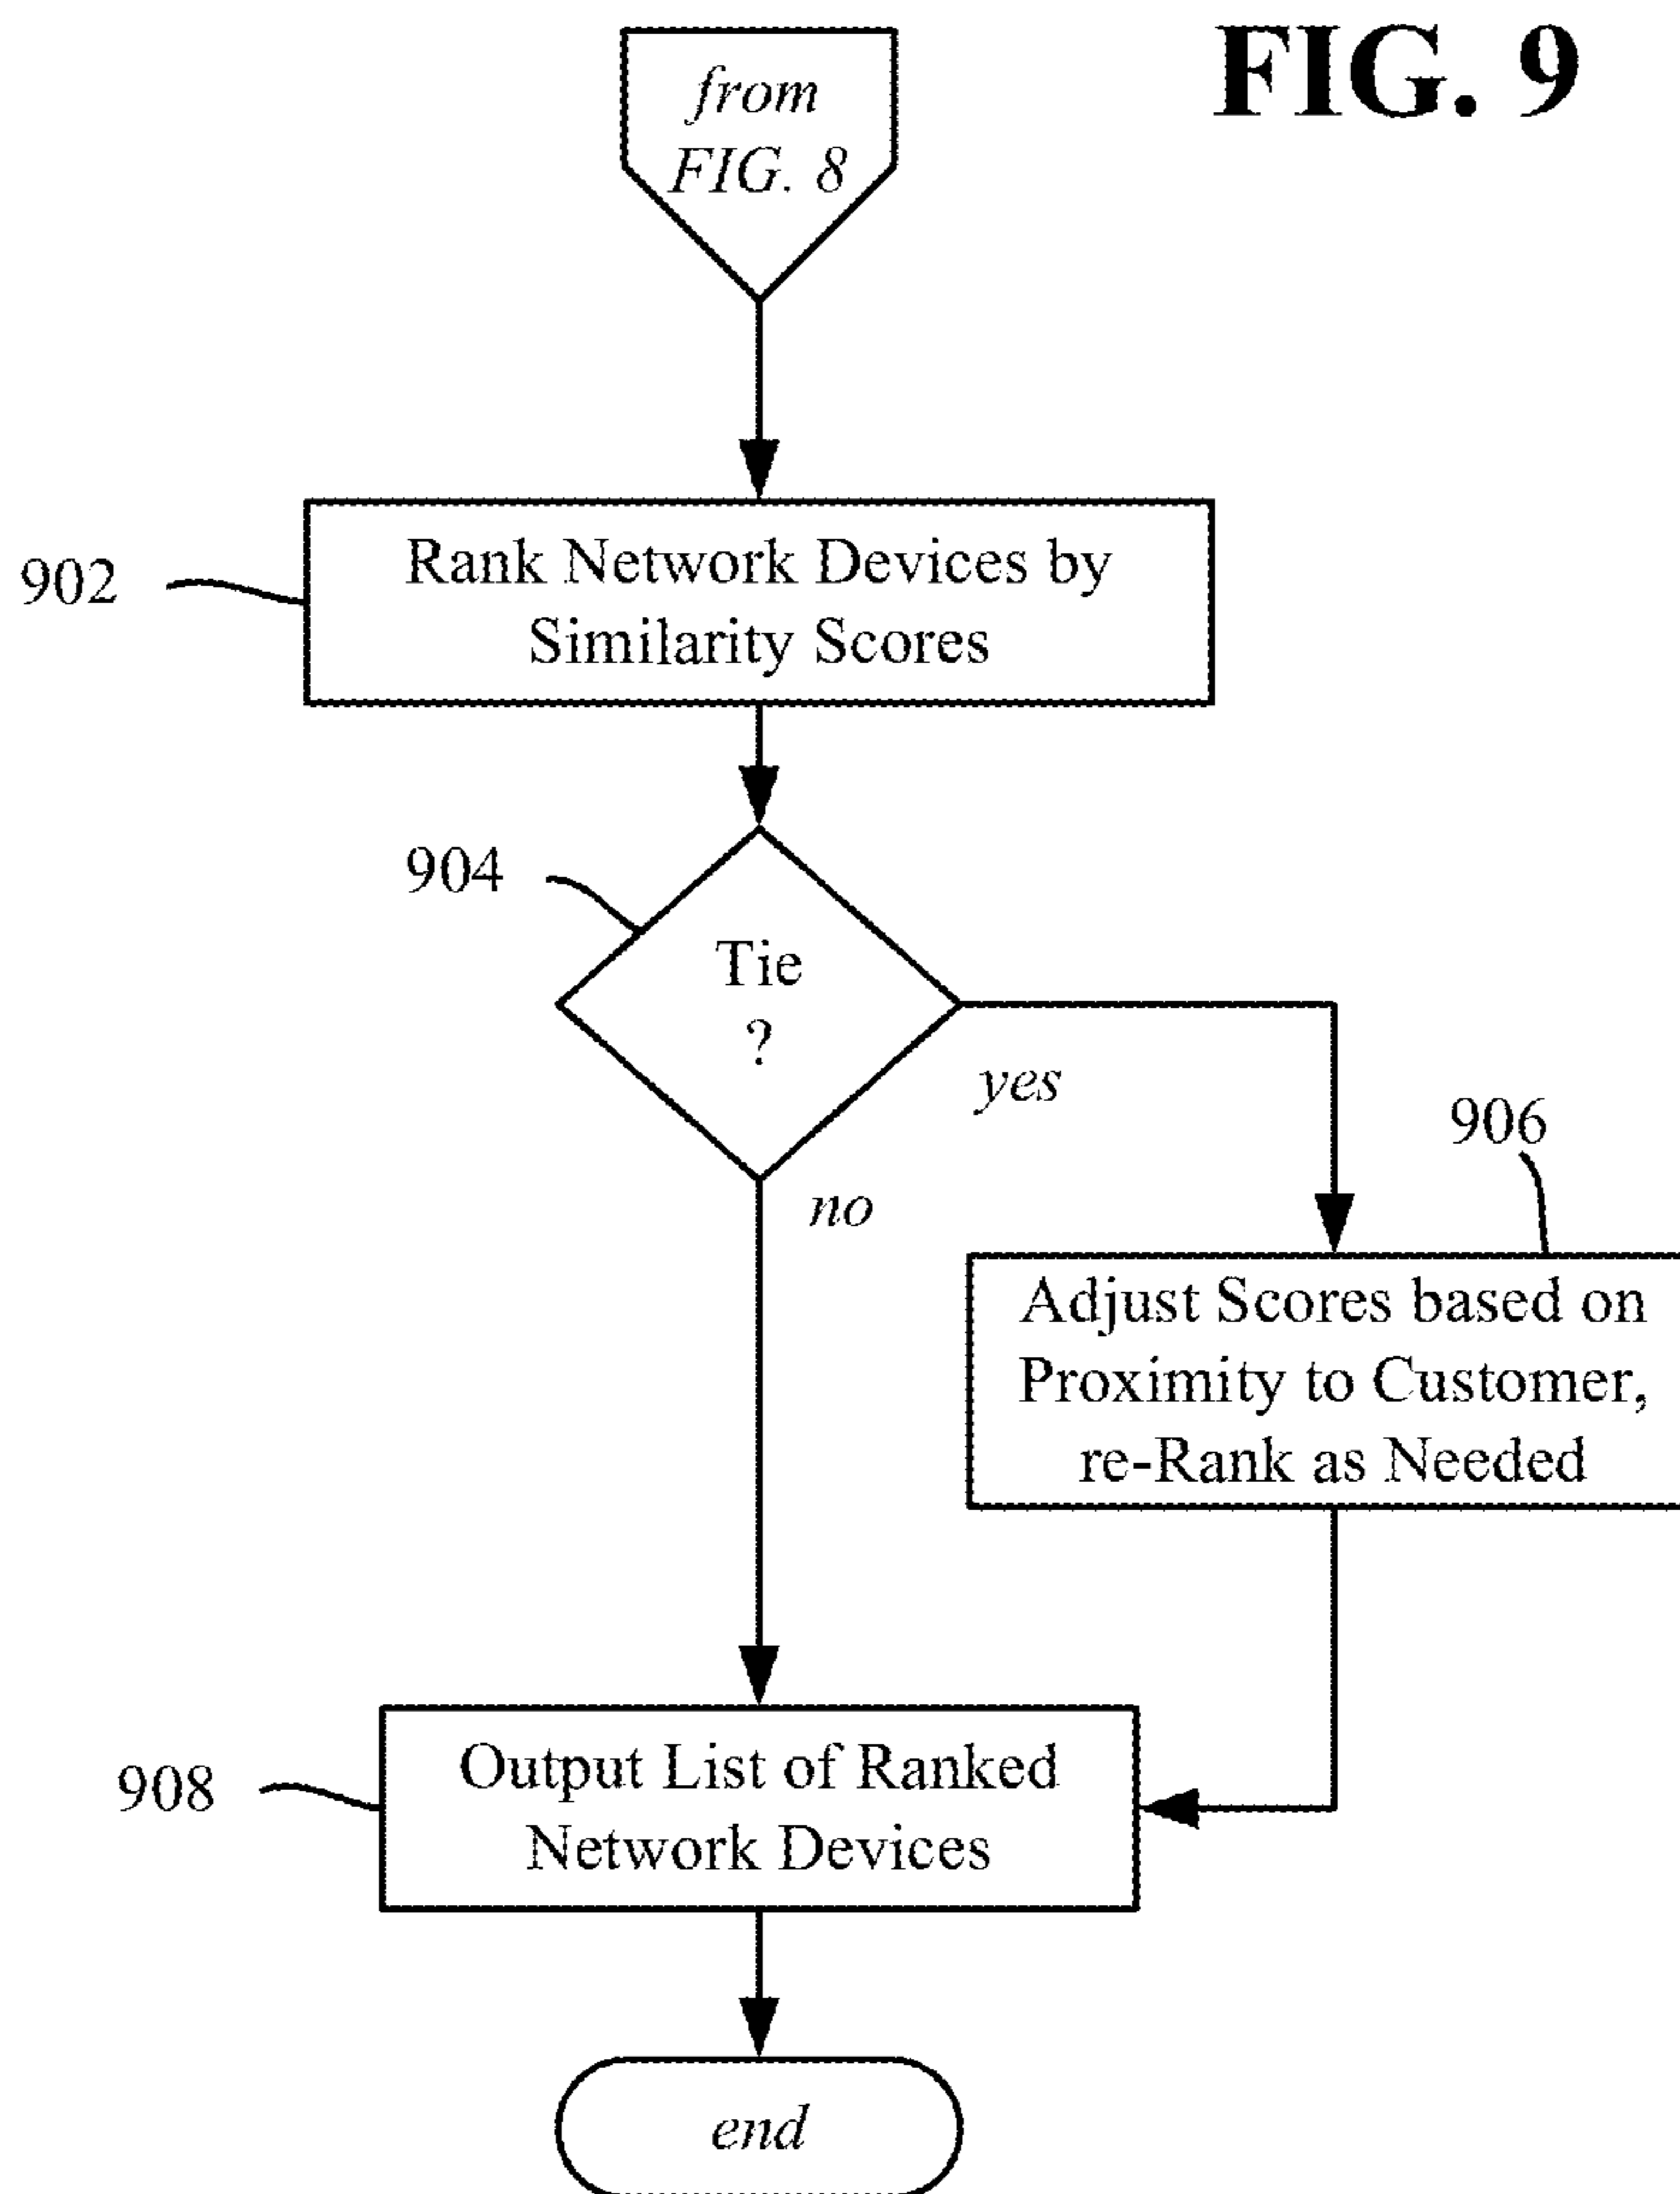 FIG. 9
from
FIG. 8
902
Rank Network Devices by
Similarity Scores
904
Tie
?
yes
no
906
Adjust Scores based on
Proximity to Customer,
re-Rank as Needed
908
Output List of Ranked
Network Devices
end